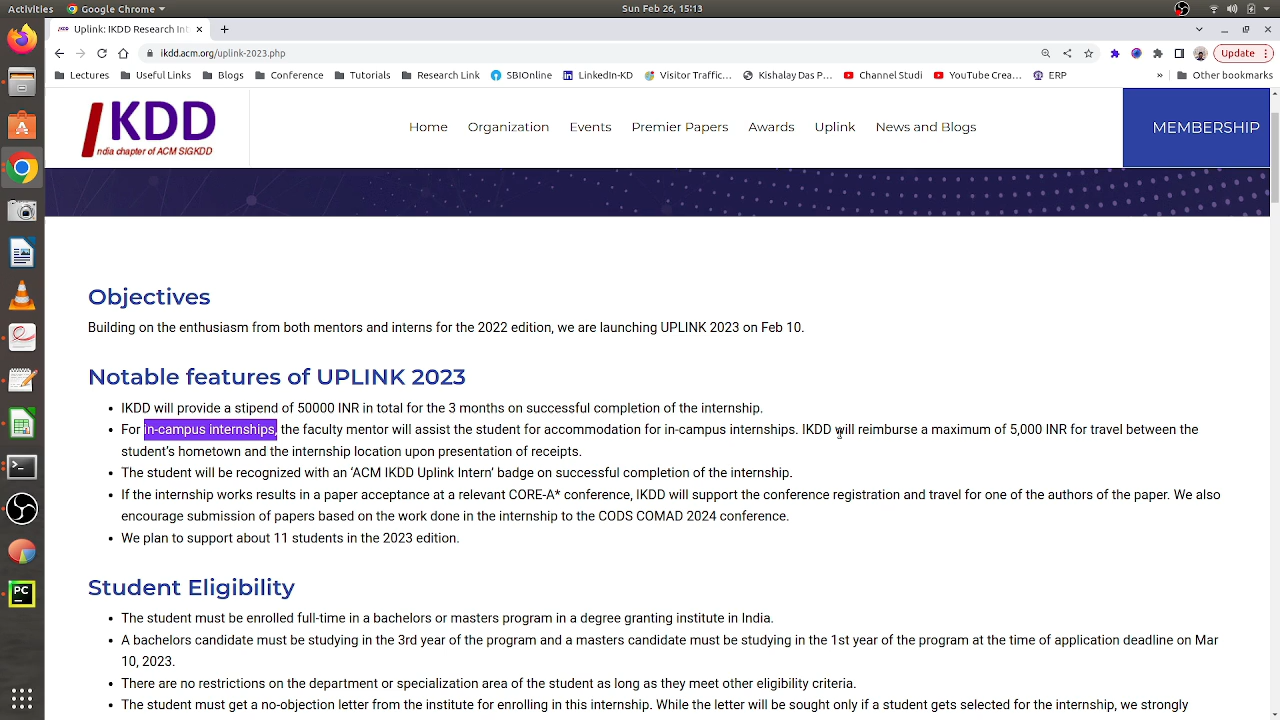 Activities Google Chrome Sun Feb 26, 15:13
Uplink: IKDD Research Int
ikdd.acm.org/uplink-2023.php Update
Lectures Useful Links Blogs Conference Tutorials Research Link SBIOnline LinkedIn-KD Visitor Traffic... Kishalay Das P... Channel Studi YouTube Crea... ERP » Other bookmarks
IKDD
India chapter of ACM SIGKDD
Home Organization Events Premier Papers Awards Uplink News and Blogs MEMBERSHIP
Objectives
Building on the enthusiasm from both mentors and interns for the 2022 edition, we are launching UPLINK 2023 on Feb 10.
Notable features of UPLINK 2023
• IKDD will provide a stipend of 50000 INR in total for the 3 months on successful completion of the internship.
• For in-campus internships, the faculty mentor will assist the student for accommodation for in-campus internships. IKDD will reimburse a maximum of 5,000 INR for travel between the
student's hometown and the internship location upon presentation of receipts.
• The student will be recognized with an ‘ACM IKDD Uplink Intern’ badge on successful completion of the internship.
• If the internship works results in a paper acceptance at a relevant CORE-A* conference, IKDD will support the conference registration and travel for one of the authors of the paper. We also
encourage submission of papers based on the work done in the internship to the CODS COMAD 2024 conference.
• We plan to support about 11 students in the 2023 edition.
Student Eligibility
• The student must be enrolled full-time in a bachelors or masters program in a degree granting institute in India.
• A bachelors candidate must be studying in the 3rd year of the program and a masters candidate must be studying in the 1st year of the program at the time of application deadline on Mar
10, 2023.
• There are no restrictions on the department or specialization area of the student as long as they meet other eligibility criteria.
• The student must get a no-objection letter from the institute for enrolling in this internship. While the letter will be sought only if a student gets selected for the internship, we strongly
PC